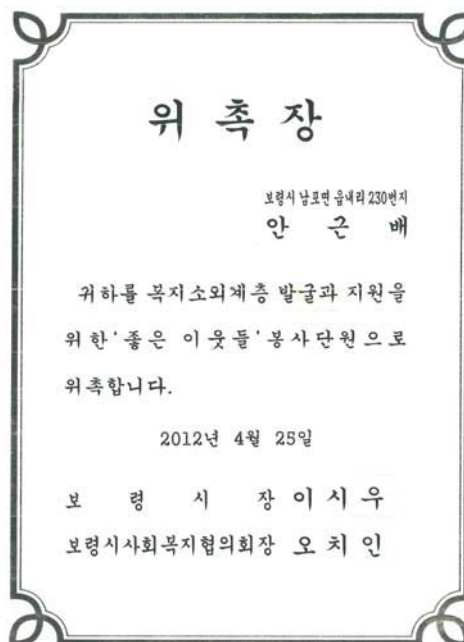 위 촉 장
보령시 남포면 읍내리 230번지
안 근 배
귀하를 복지소외계층 발굴과 지원을
위한 '좋은 이웃들' 봉사단원으로
위촉합니다.
2012년 4월 25일
보 령 시 장 이 시 우
보령시사회복지협의회장 오 치 인